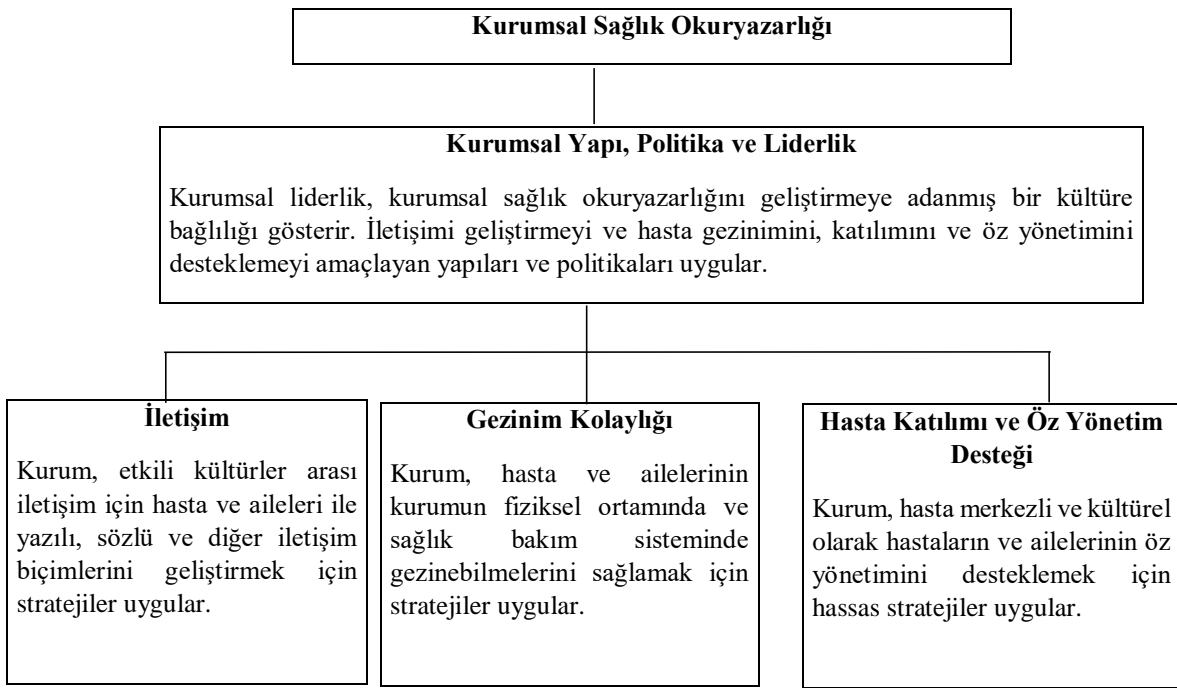 Kurumsal Sağlık Okuryazarlığı
Kurumsal Yapı, Politika ve Liderlik
Kurumsal liderlik, kurumsal sağlık okuryazarlığını geliştirmeye adanmış bir kültüre
bağlılığı gösterir. İletişimi geliştirmeyi ve hasta gezinimini, katılımını ve öz yönetimini
desteklemeyi amaçlayan yapıları ve politikaları uygular.
İletişim
Kurum, etkili kültürler arası
iletişim için hasta ve aileleri ile
yazılı, sözlü ve diğer iletişim
biçimlerini geliştirmek için
stratejiler uygular.
Gezinim Kolaylığı
Kurum, hasta ve ailelerinin
kurumun fiziksel ortamında ve
sağlık bakım sisteminde
gezinebilmelerini sağlamak için
stratejiler uygular.
Hasta Katılımı ve Öz Yönetim
Desteği
Kurum, hasta merkezli ve kültürel
olarak hastaların ve ailelerinin öz
yönetimini desteklemek için
hassas stratejiler uygular.